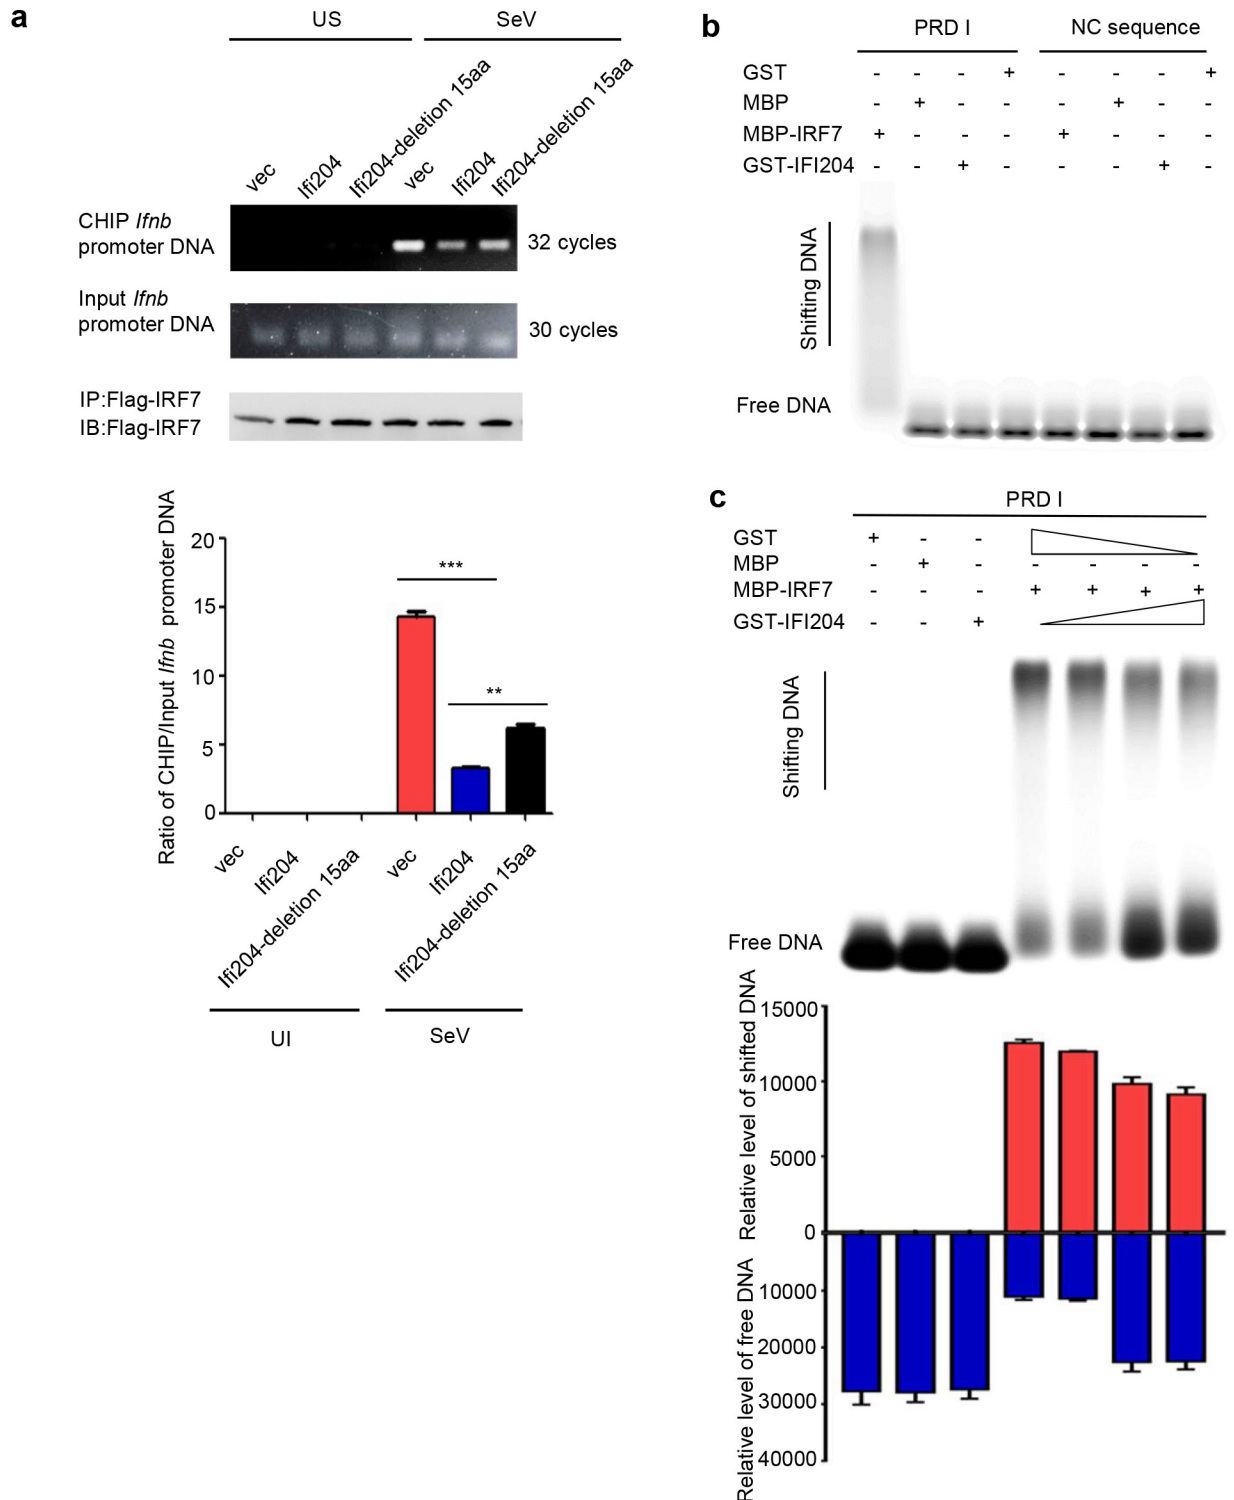 a
US SeV
vec Ifi204 Ifi204-deletion 15aa vec Ifi204 Ifi204-deletion 15aa
CHIP Ifnb
promoter DNA
32 cycles
Input Ifnb
promoter DNA
30 cycles
IP:Flag-IRF7
IB:Flag-IRF7
Ratio of CHIP/Input Ifnb promoter DNA
20
15
10
5
0
***
**
vec Ifi204 Ifi204-deletion 15aa vec Ifi204 Ifi204-deletion 15aa
UI SeV
b
PRD I NC sequence
GST - - - + - - - +
MBP - + - - - + - -
MBP-IRF7 + - - - + - - -
GST-IFI204 - - + - - - + -
Shifting DNA
Free DNA
c
PRD I
GST + - -
MBP - + - - - - -
MBP-IRF7 - - - + + + +
GST-IFI204 - - +
Shifting DNA
Free DNA
Relative level of shifted DNA
15000
10000
5000
0
Relative level of free DNA
10000
20000
30000
40000